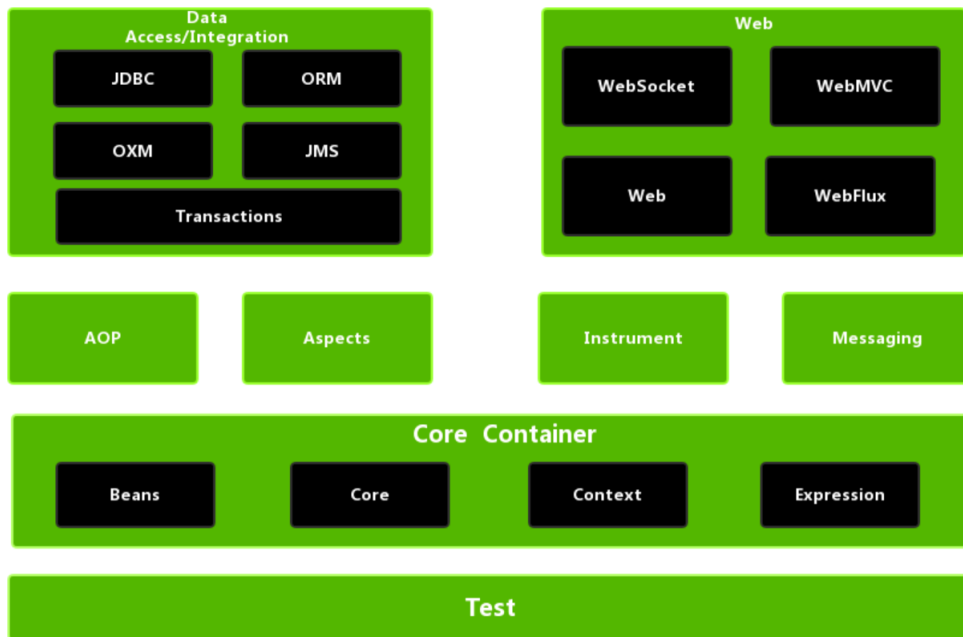 Data
Access/Integration
Web
JDBC
ORM
WebSocket
WebMVC
OXM
JMS
Transactions
Web
WebFlux
AOP
Aspects
Instrument
Messaging
Core Container
Beans
Core
Context
Expression
Test